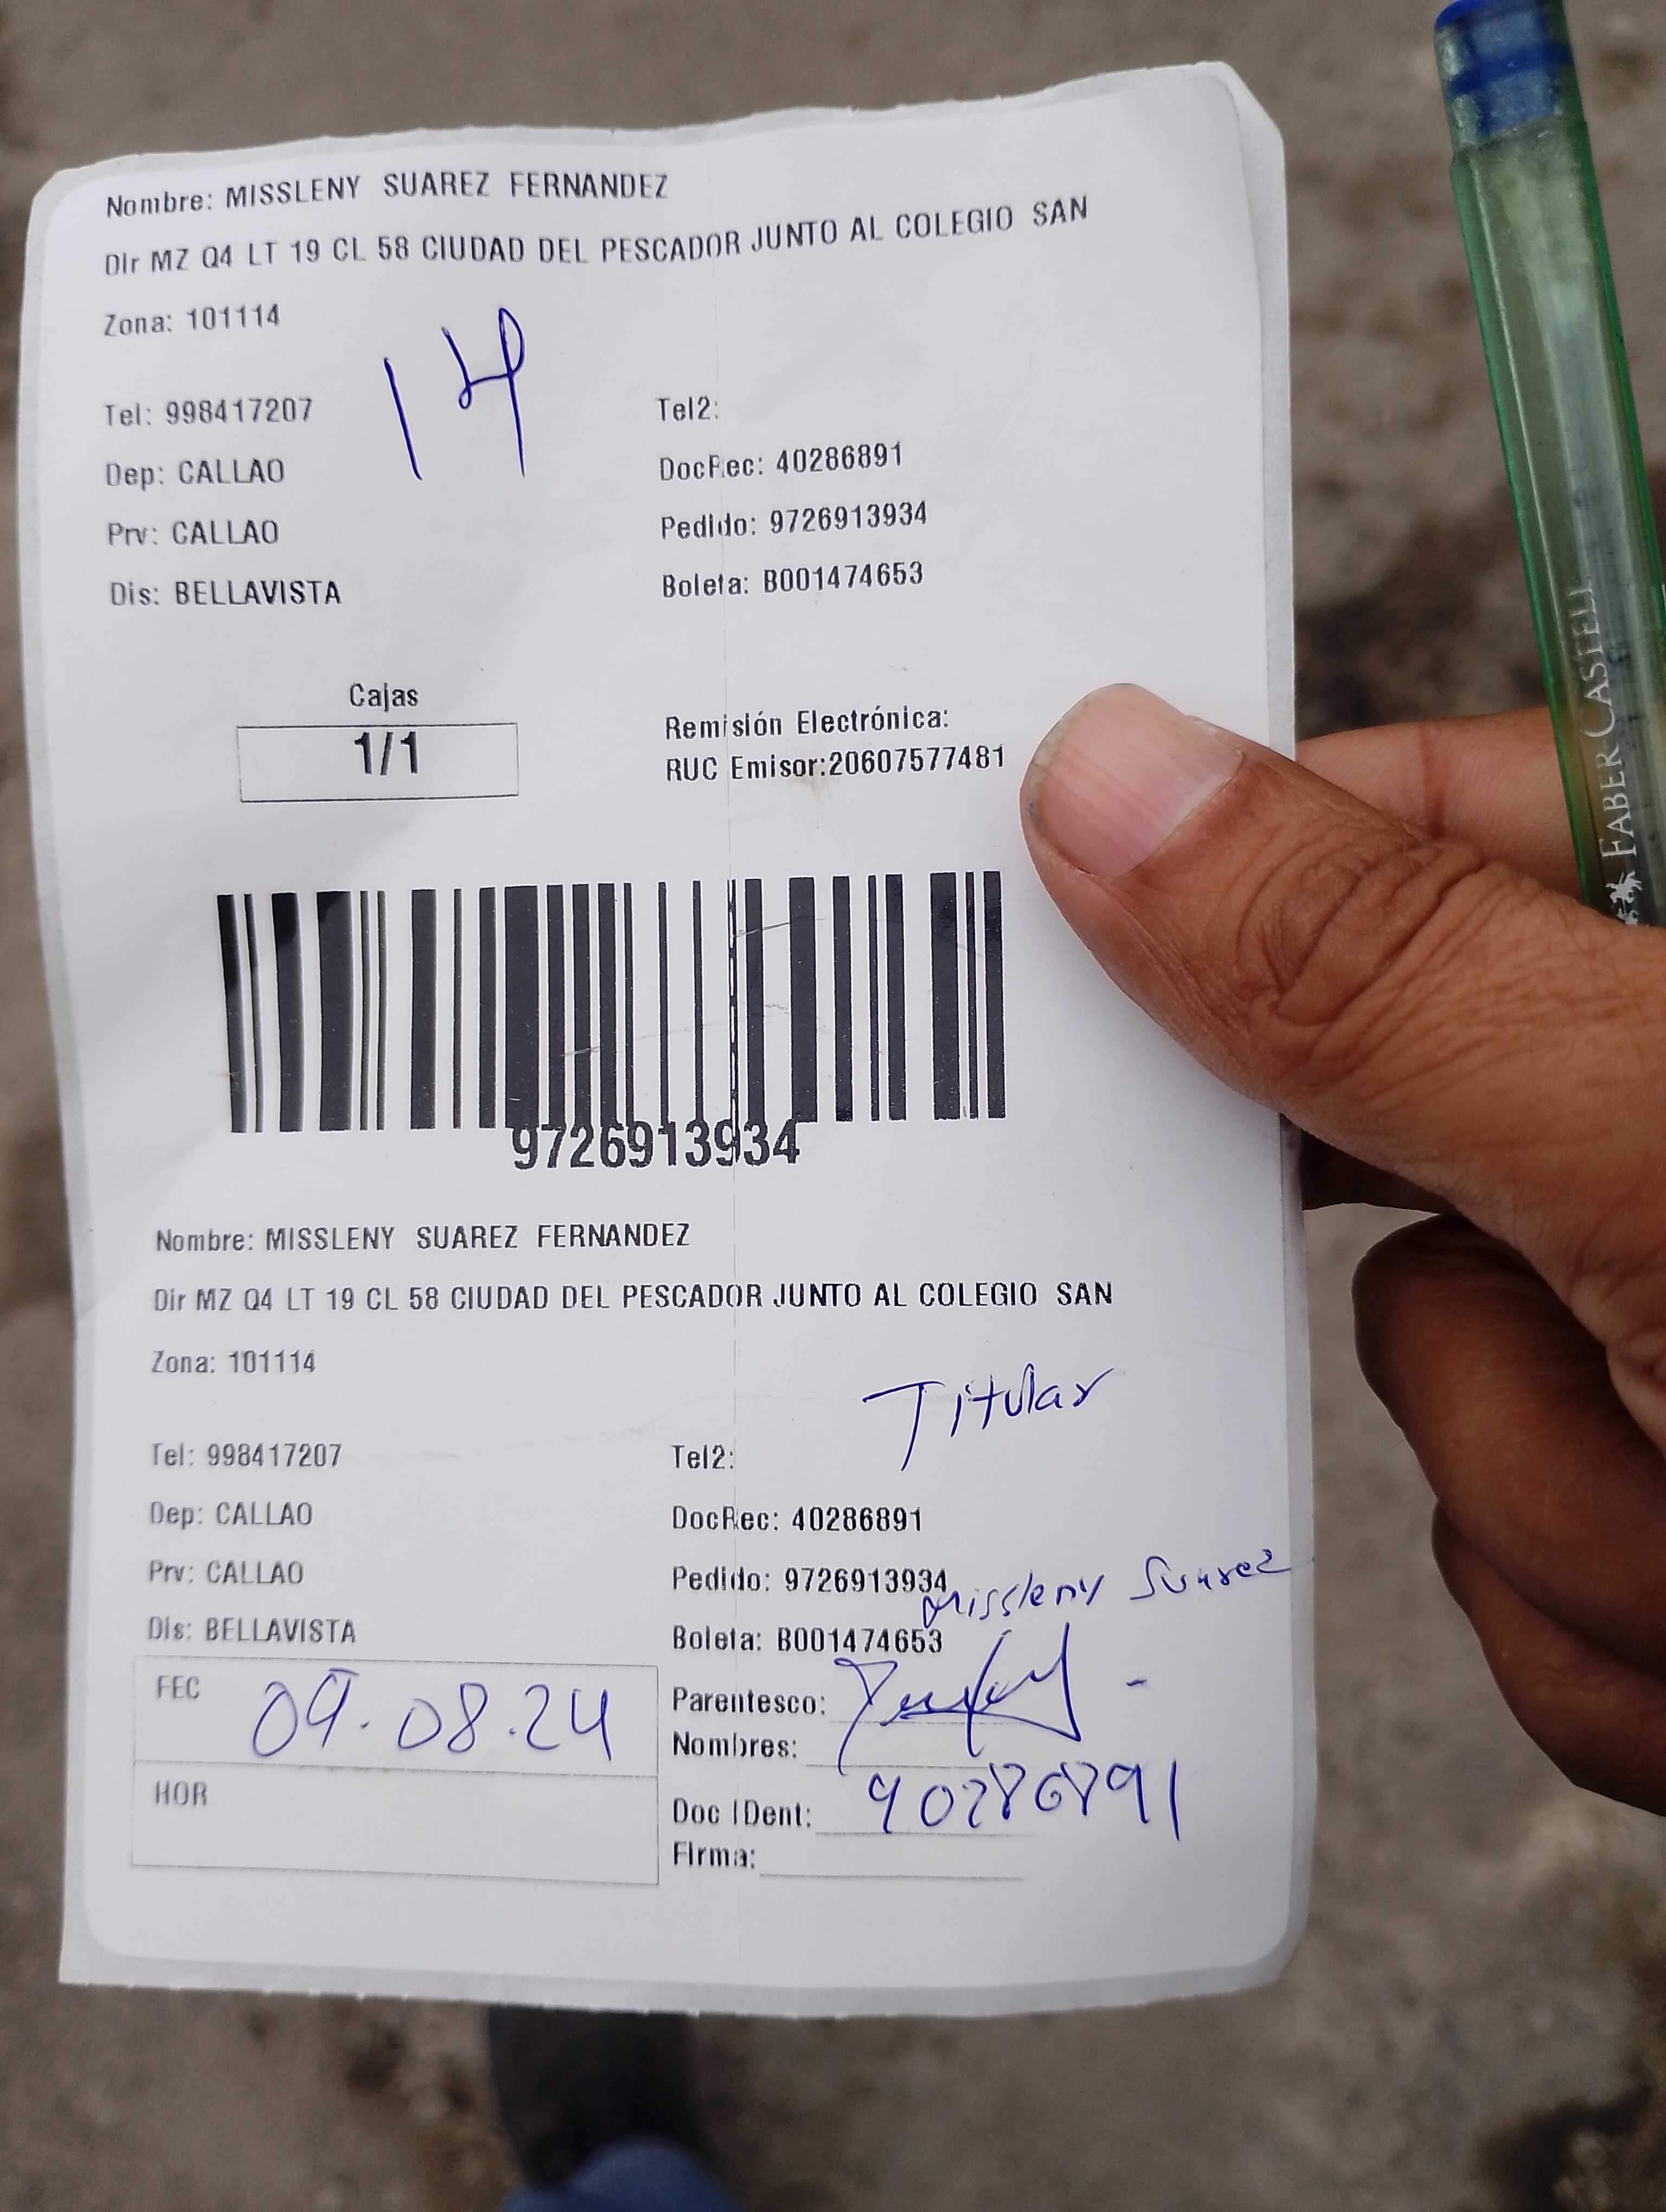 Nombre: MISSLENY SUAREZ FERNANDEZ
Dir MZ Q4 LT 19 CL 58 CIUDAD DEL PESCADOR JUNTO AL COLEGIO SAN
Zona: 101114
14
Tel: 998417207 Tel2:
Dep: CALLAO DocRec: 40286891
Prv: CALLAO Pedido: 9726913934
Dis: BELLAVISTA Boleta: B001474653
Cajas
1/1
Remisión Electrónica:
RUC Emisor:20607577481
9726913934
Nombre: MISSLENY SUAREZ FERNANDEZ
Dir MZ Q4 LT 19 CL 58 CIUDAD DEL PESCADOR JUNTO AL COLEGIO SAN
Zona: 101114
Titular
Tel: 998417207 Tel2:
Dep: CALLAO DocRec: 40286891
Prv: CALLAO Pedido: 9726913934
Missleny Suarez
Dis: BELLAVISTA Boleta: B001474653
FEC 09.08.24 Parentesco:
Nombres:
HOR Doc IDent: 40286891
Firma:
FABER CASTELL